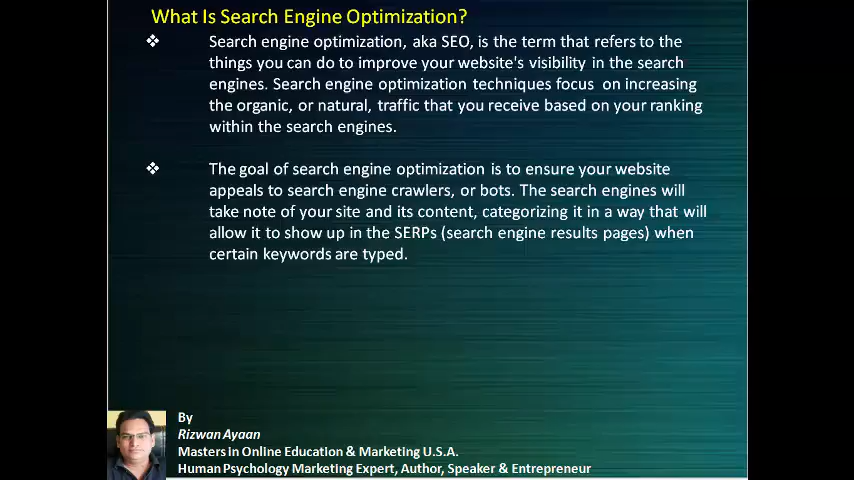 What Is Search Engine Optimization?
❖ Search engine optimization, aka SEO, is the term that refers to the
things you can do to improve your website's visibility in the search
engines. Search engine optimization techniques focus on increasing
the organic, or natural, traffic that you receive based on your ranking
within the search engines.
❖ The goal of search engine optimization is to ensure your website
appeals to search engine crawlers, or bots. The search engines will
take note of your site and its content, categorizing it in a way that will
allow it to show up in the SERPs (search engine results pages) when
certain keywords are typed.
By
Rizwan Ayaan
Masters in Online Education & Marketing U.S.A.
Human Psychology Marketing Expert, Author, Speaker & Entrepreneur